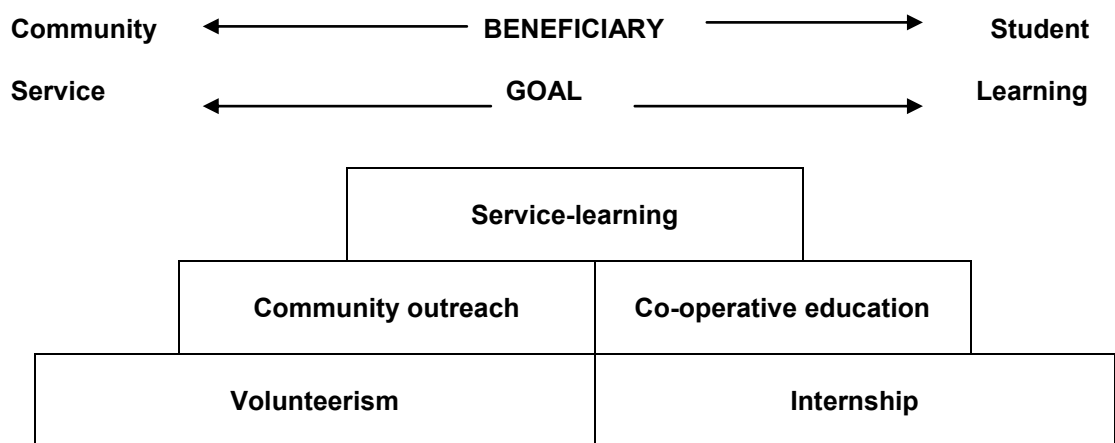 Community BENEFICIARY Student
Service GOAL Learning
Service-learning
Community outreach Co-operative education
Volunteerism Internship